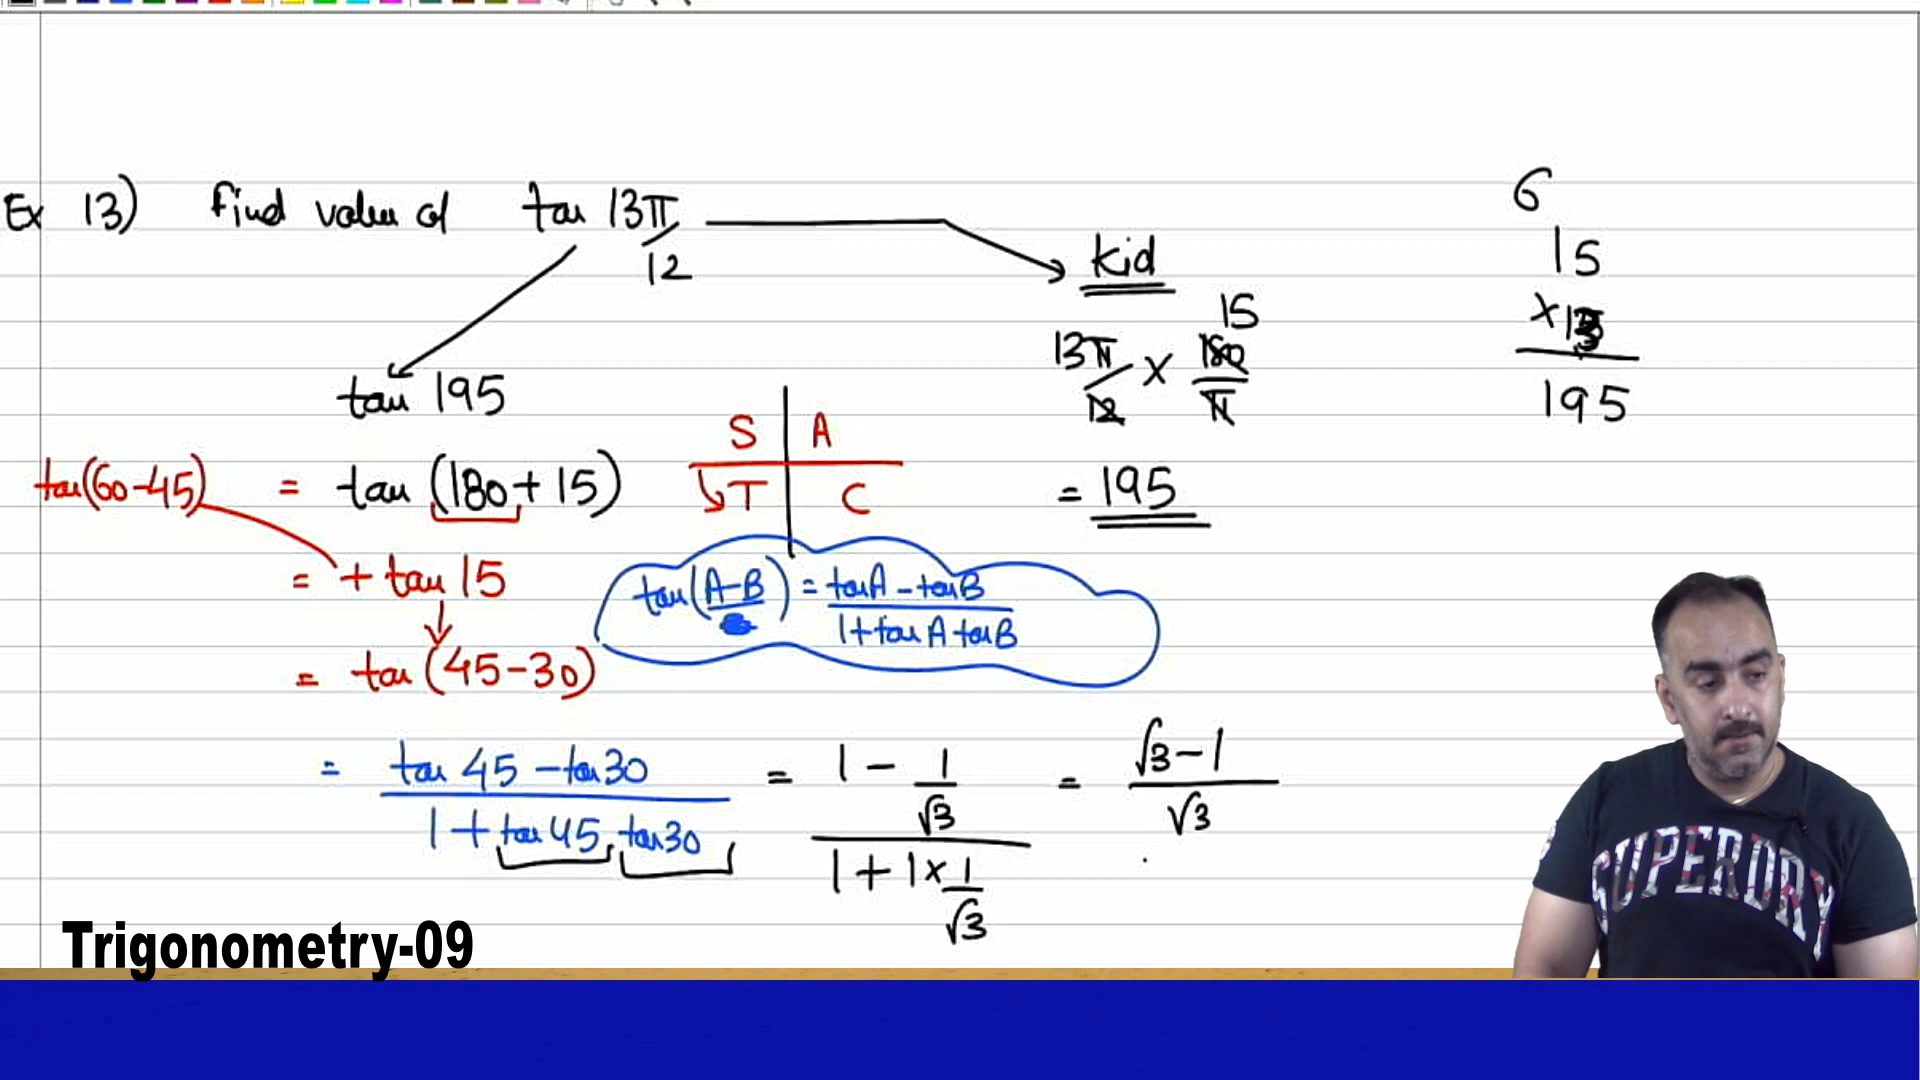 Ex 13) find value of tan 13π/12
kid
13π/12 × 180/π 15
= 195
6
15
×13
195
tan 195
= tan (180+15)
tan(60-45)
S A
T C
= + tan 15
tan(A-B) = tanA - tanB / 1+tanA tanB
= tan (45-30)
= tan 45 - tan 30 / 1 + tan 45 tan 30 = 1 - 1/√3 / 1 + 1×1/√3 = √3-1 / √3
SUPERDRY
Trigonometry-09